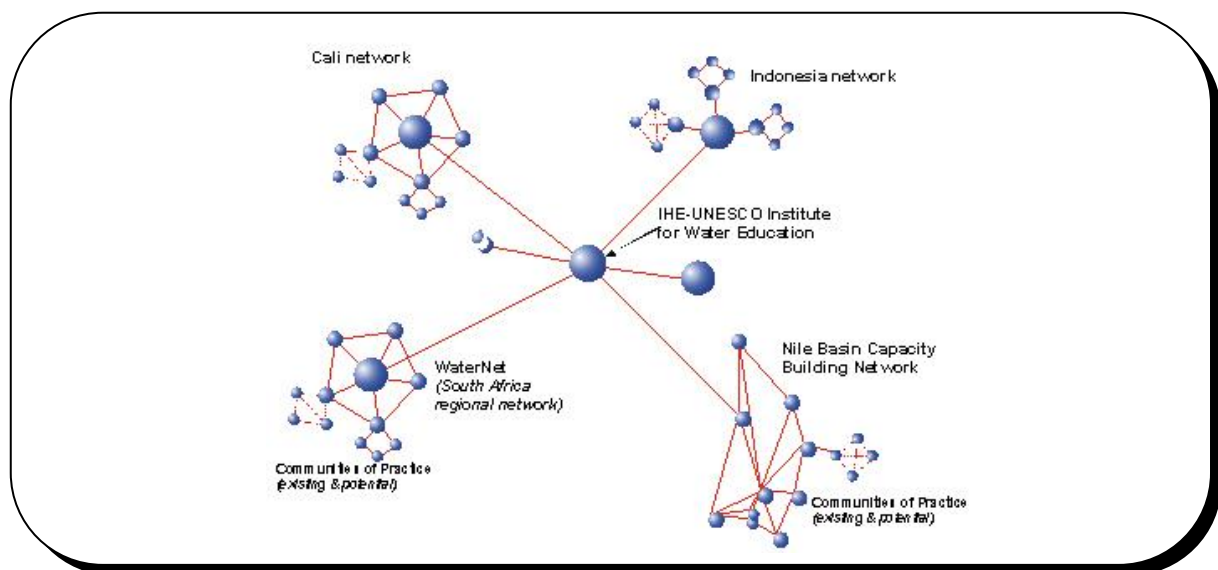 Cali network
Indonesia network
IHE-UNESCO Institute
for Water Education
WaterNet
(South Africa
regional network)
Communities of Practice
(existing & potential)
Nile Basin Capacity
Building Network
Communities of Practice
(existing & potential)